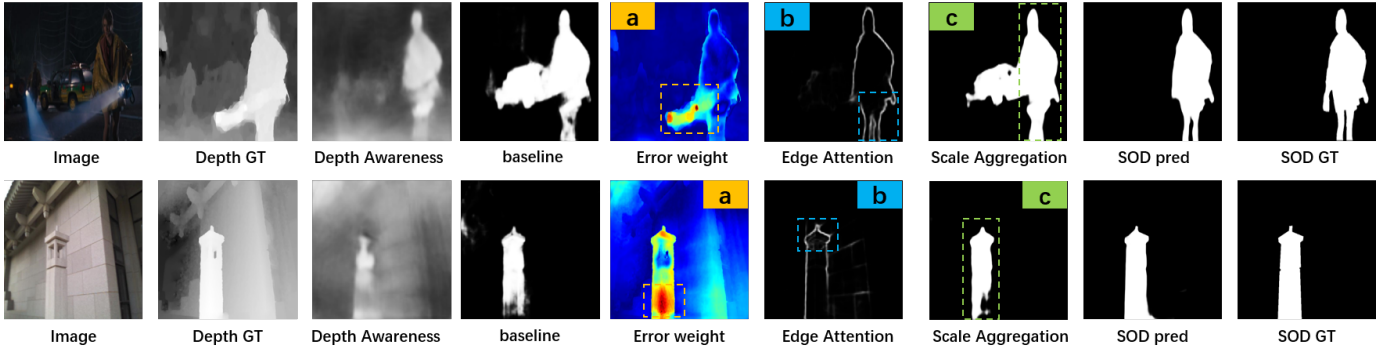 a b c
Image Depth GT Depth Awareness baseline Error weight Edge Attention Scale Aggregation SOD pred SOD GT
a b c
Image Depth GT Depth Awareness baseline Error weight Edge Attention Scale Aggregation SOD pred SOD GT